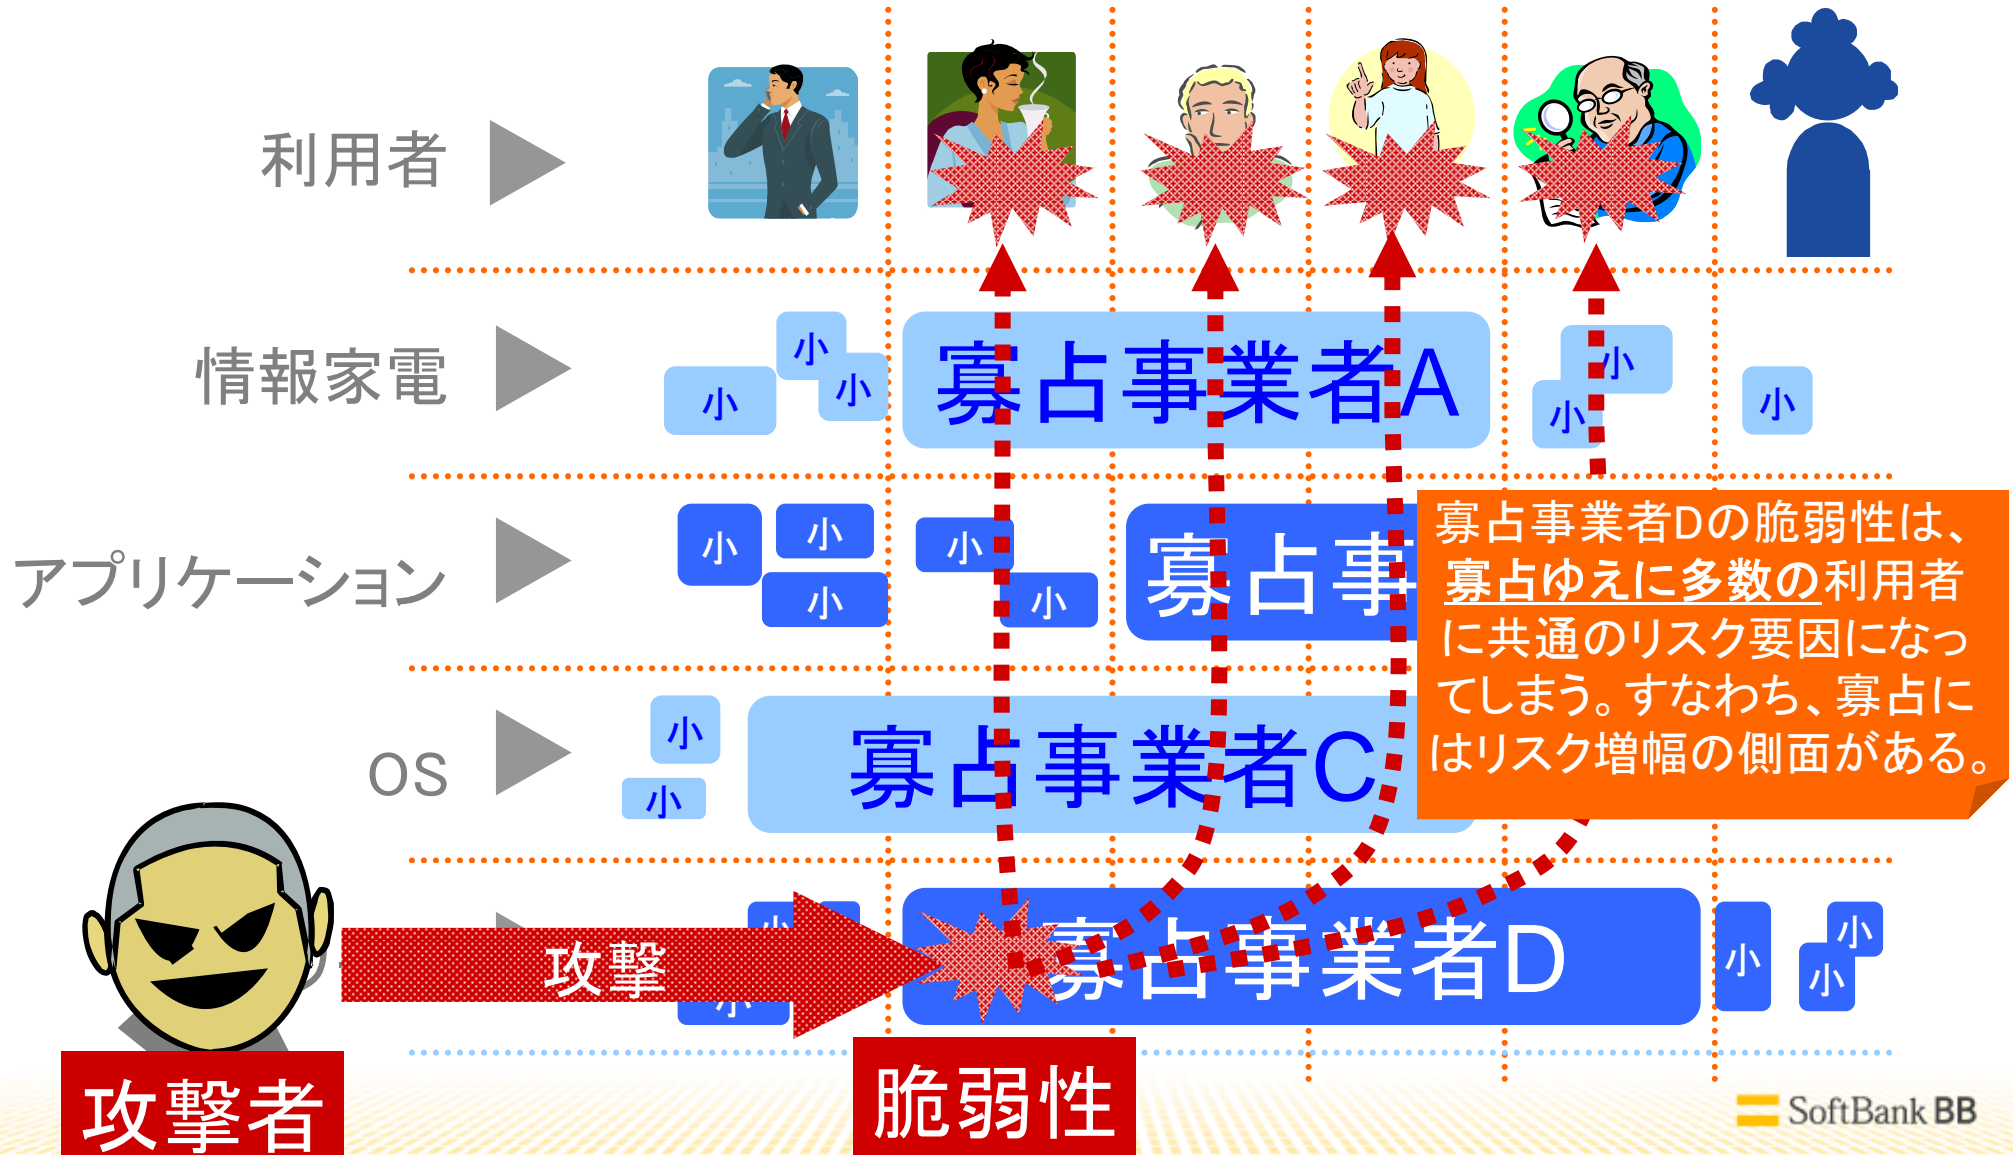 利用者
情報家電
小
小
小
寡占事業者A
小
小
小
アプリケーション
小
小
小
小
小
寡占事
寡占事業者Dの脆弱性は、
寡占ゆえに多数の利用者
に共通のリスク要因になっ
てしまう。すなわち、寡占に
はリスク増幅の側面がある。
OS
小
小
寡占事業者C
攻撃
小
小
寡占事業者D
小
小
小
攻撃者
脆弱性
SoftBank BB